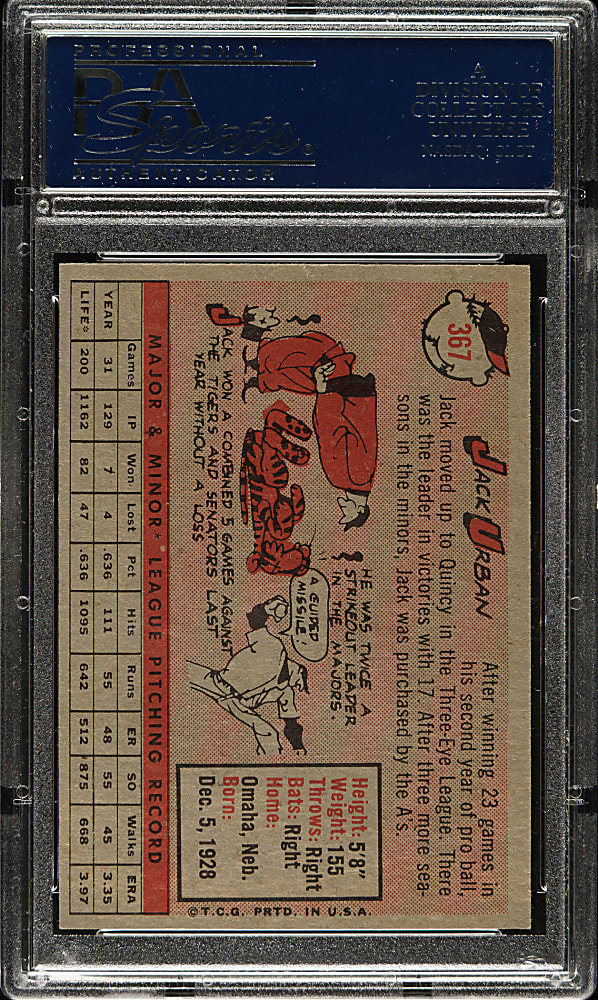 PROFESSIONAL
PSA
Sports
AUTHENTICATOR
A
DIVISION OF
COLLECTORS
UNIVERSE
NASDAQ: CLCT
367
JACK URBAN
After winning 23 games in
his second year of pro ball,
Jack moved up to Quincy in the Three-Eye League. There
was the leader in victories with 17. After three more sea-
sons in the minors, Jack was purchased by the A's.
HE WAS TWICE A
STRIKEOUT LEADER
IN THE MAJORS.
A GUIDED
MISSILE!
JACK WON A COMBINED 5 GAMES AGAINST
THE TIGERS AND SENATORS LAST
YEAR WITHOUT A LOSS
Height: 5'8"
Weight: 155
Throws: Right
Bats: Right
Home:
Omaha, Neb.
Born:
Dec. 5, 1928
©T.C.G. PRTD. IN U.S.A.
MAJOR & MINOR* LEAGUE PITCHING RECORD
Games IP Won Lost Pct Hits Runs ER SO Walks ERA
YEAR 31 129 7 4 .636 111 55 48 55 45 3.35
LIFE* 200 1162 82 47 .636 1095 642 512 875 668 3.97